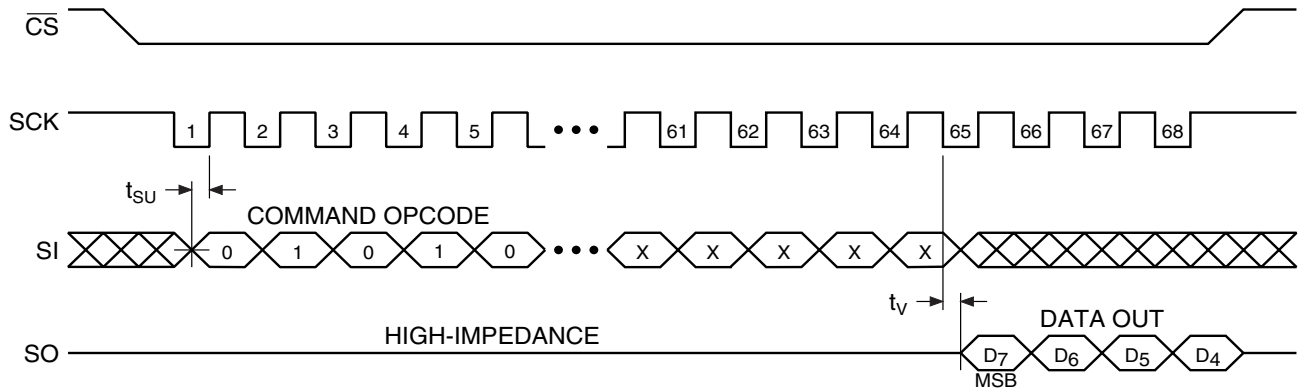 CS
SCK 1 2 3 4 5 ••• 61 62 63 64 65 66 67 68
tSU
COMMAND OPCODE
SI 0 1 0 1 0 ••• X X X X X
tV
HIGH-IMPEDANCE DATA OUT
SO D7 D6 D5 D4
MSB